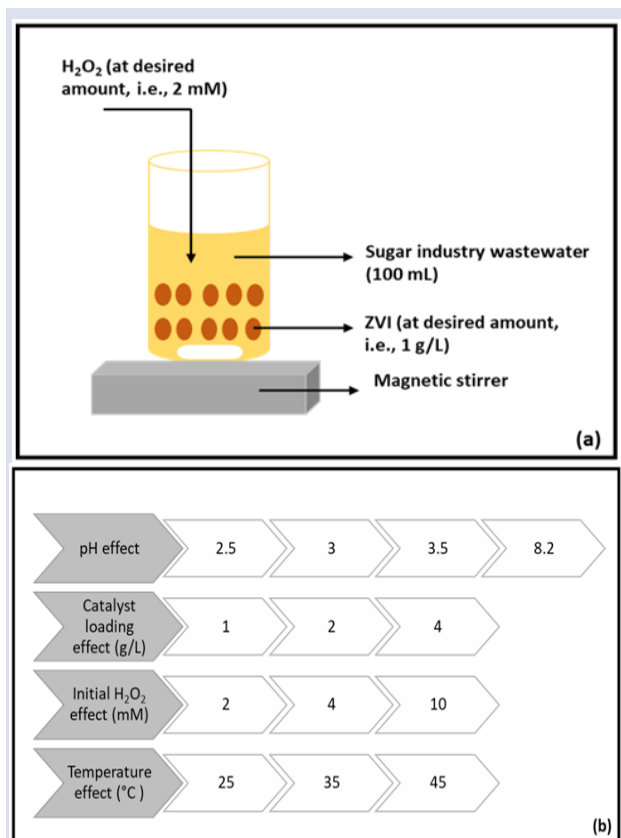 H₂O₂ (at desired
amount, i.e., 2 mM)
Sugar industry wastewater
(100 mL)
ZVI (at desired amount,
i.e., 1 g/L)
Magnetic stirrer
(a)
pH effect 2.5 3 3.5 8.2
Catalyst
loading
effect (g/L)
1 2 4
Initial H₂O₂
effect (mM)
2 4 10
Temperature
effect (°C )
25 35 45
(b)